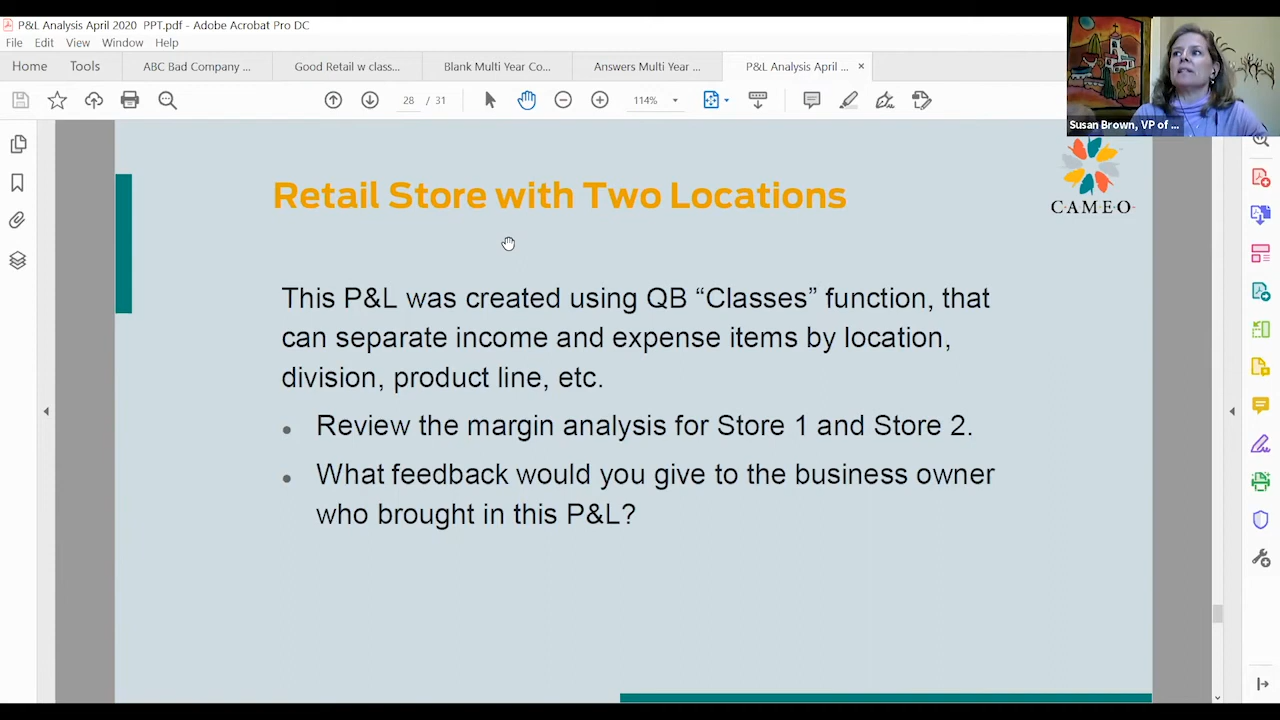 P&L Analysis April 2020 PPT.pdf - Adobe Acrobat Pro DC
File Edit View Window Help
Home Tools ABC Bad Company ... Good Retail w class... Blank Multi Year Co... Answers Multi Year ... P&L Analysis April ... ×
28 / 31 114%
Susan Brown, VP of ...
Retail Store with Two Locations
CAMEO
This P&L was created using QB “Classes” function, that
can separate income and expense items by location,
division, product line, etc.
• Review the margin analysis for Store 1 and Store 2.
• What feedback would you give to the business owner
who brought in this P&L?